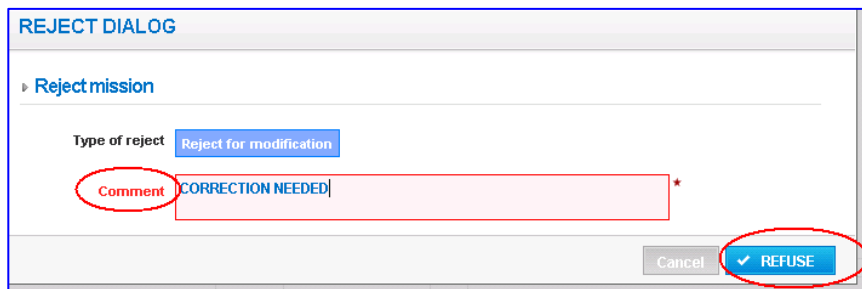 REJECT DIALOG
Reject mission
Type of reject Reject for modification
Comment CORRECTION NEEDED *
Cancel REFUSE